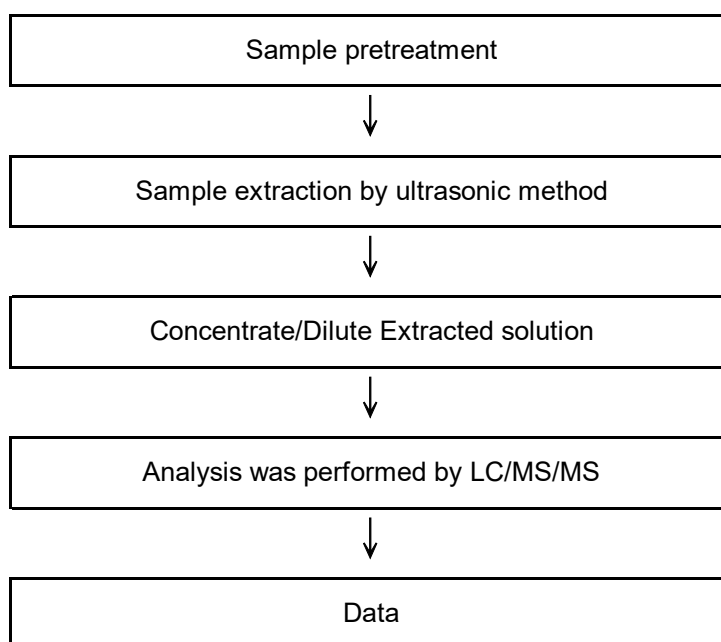 Sample pretreatment
Sample extraction by ultrasonic method
Concentrate/Dilute Extracted solution
Analysis was performed by LC/MS/MS
Data